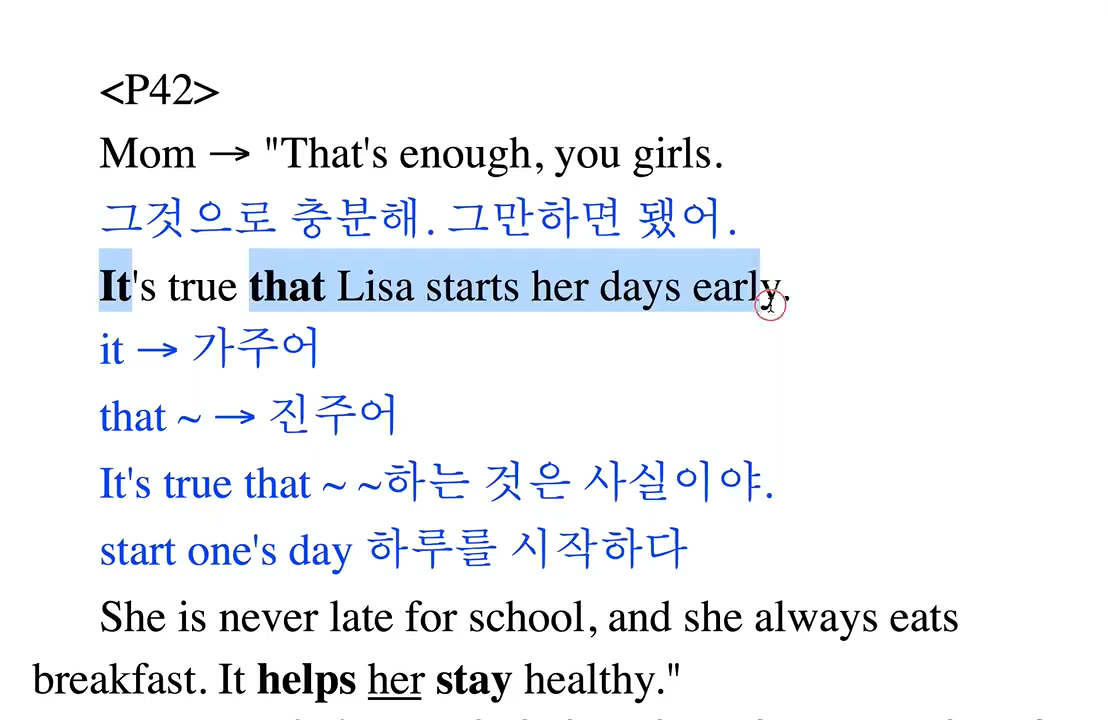 <P42>
Mom → "That's enough, you girls.
그것으로 충분해. 그만하면 됐어.
It's true that Lisa starts her days early.
it → 가주어
that ~ → 진주어
It's true that ~ ~하는 것은 사실이야.
start one's day 하루를 시작하다
She is never late for school, and she always eats
breakfast. It helps her stay healthy."